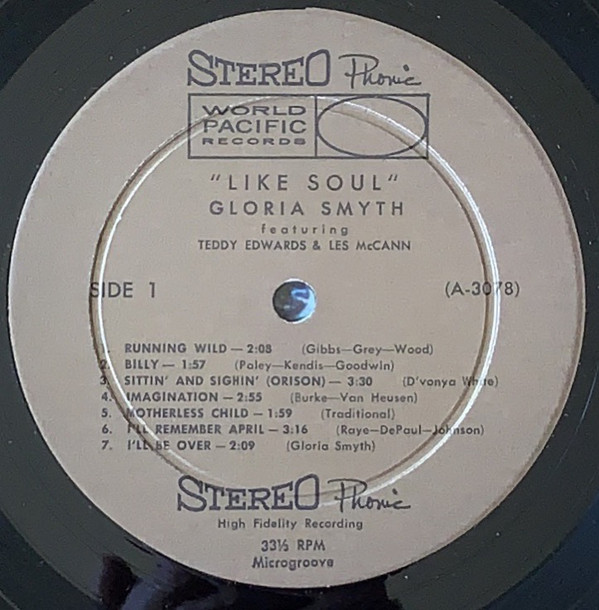 STEREO Phonic
WORLD
PACIFIC
RECORDS
"LIKE SOUL"
GLORIA SMYTH
featuring
TEDDY EDWARDS & LES McCANN
SIDE 1 (A-3078)
1. RUNNING WILD — 2:08 (Gibbs—Grey—Wood)
2. BILLY — 1:57 (Paley—Kendis—Goodwin)
3. SITTIN' AND SIGHIN' (ORISON) — 3:30 (D'vonya White)
4. IMAGINATION — 2:55 (Burke—Van Heusen)
5. MOTHERLESS CHILD — 1:59 (Traditional)
6. I'LL REMEMBER APRIL — 3:16 (Raye—DePaul—Johnson)
7. I'LL BE OVER — 2:09 (Gloria Smyth)
STEREO Phonic
High Fidelity Recording
33⅓ RPM
Microgroove